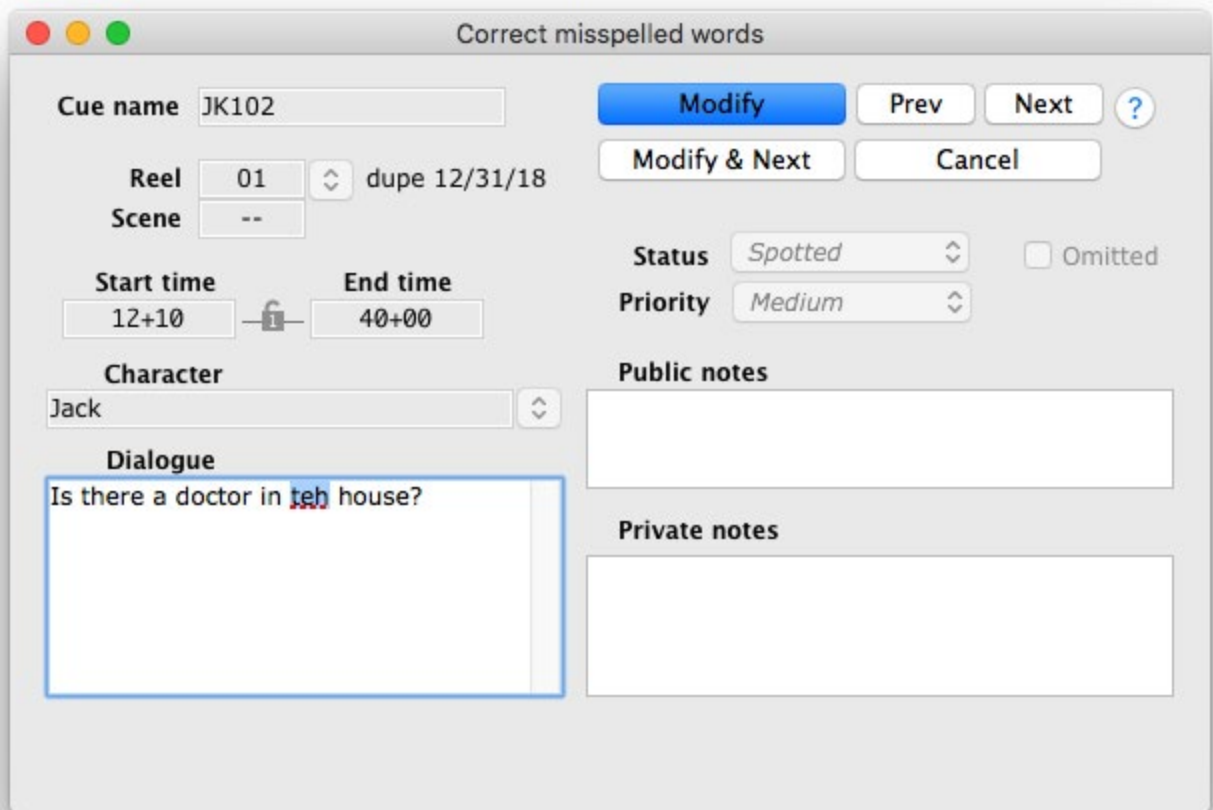 Correct misspelled words
Cue name JK102
Modify Prev Next ?
Modify & Next Cancel
Reel 01 dupe 12/31/18
Scene --
Status Spotted Omitted
Priority Medium
Start time End time
12+10 1 40+00
Character
Jack
Dialogue
Is there a doctor in teh house?
Public notes
Private notes